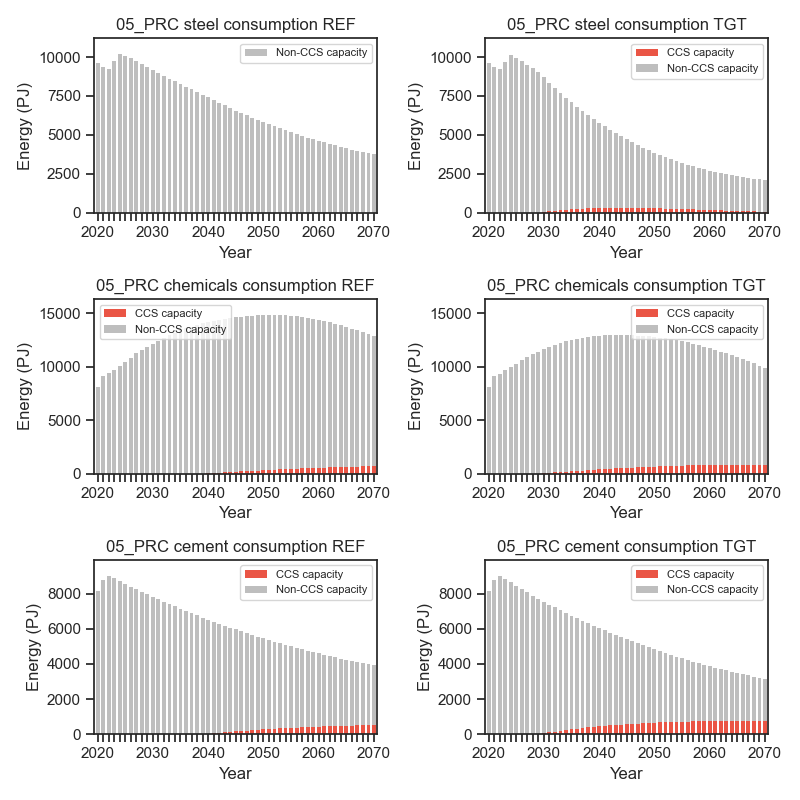 05_PRC steel consumption REF
Energy (PJ)
10000
7500
5000
2500
0
Non-CCS capacity
2020 2030 2040 2050 2060 2070
Year
05_PRC steel consumption TGT
Energy (PJ)
10000
7500
5000
2500
0
CCS capacity
Non-CCS capacity
2020 2030 2040 2050 2060 2070
Year
05_PRC chemicals consumption REF
Energy (PJ)
15000
10000
5000
0
CCS capacity
Non-CCS capacity
2020 2030 2040 2050 2060 2070
Year
05_PRC chemicals consumption TGT
Energy (PJ)
15000
10000
5000
0
CCS capacity
Non-CCS capacity
2020 2030 2040 2050 2060 2070
Year
05_PRC cement consumption REF
Energy (PJ)
8000
6000
4000
2000
0
CCS capacity
Non-CCS capacity
2020 2030 2040 2050 2060 2070
Year
05_PRC cement consumption TGT
Energy (PJ)
8000
6000
4000
2000
0
CCS capacity
Non-CCS capacity
2020 2030 2040 2050 2060 2070
Year